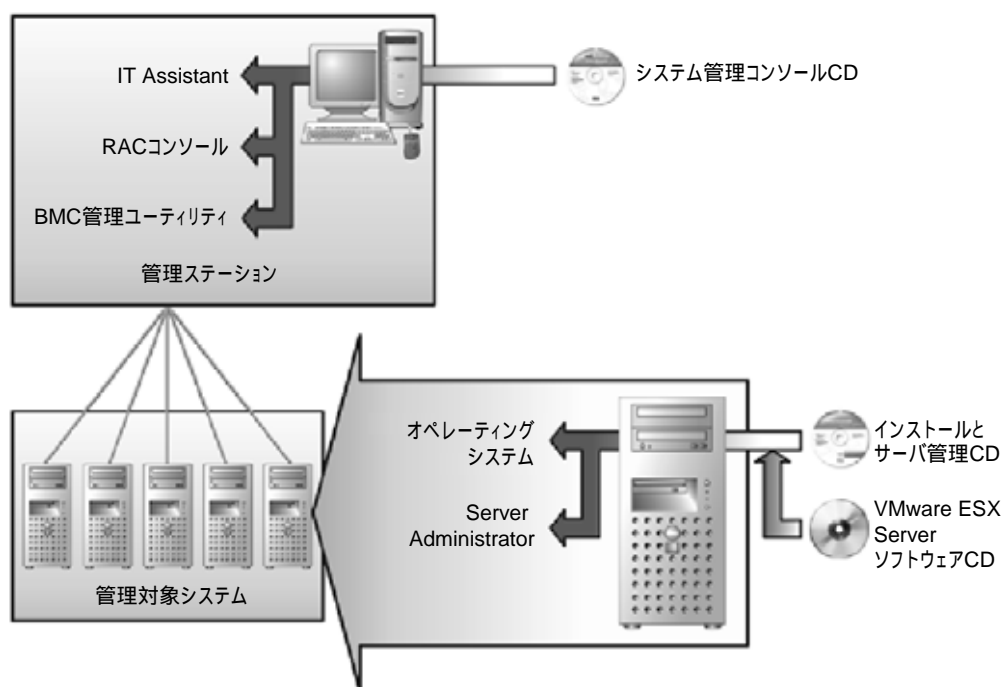 IT Assistant
システム管理コンソールCD
RACコンソール
BMC管理ユーティリティ
管理ステーション
オペレーティング
システム
インストールと
サーバ管理CD
Server
Administrator
VMware ESX
Server
ソフトウェアCD
管理対象システム